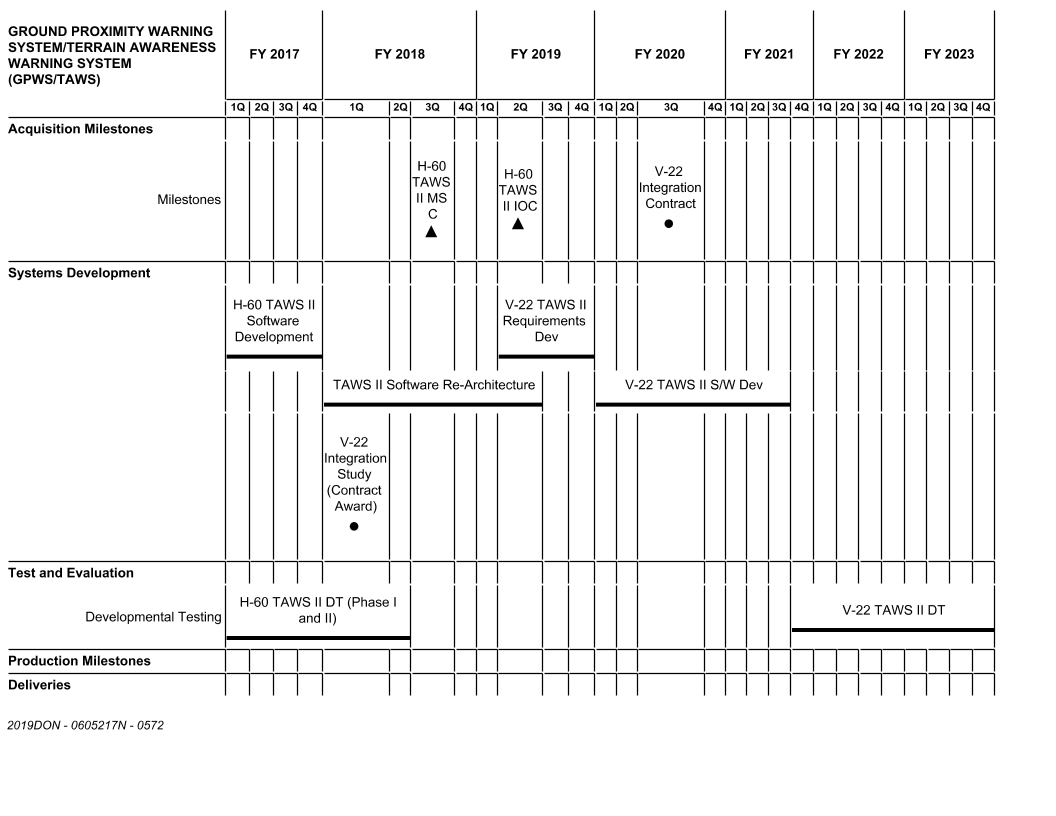 GROUND PROXIMITY WARNING
SYSTEM/TERRAIN AWARENESS
WARNING SYSTEM
(GPWS/TAWS)
FY 2017 FY 2018 FY 2019 FY 2020 FY 2021 FY 2022 FY 2023
1Q 2Q 3Q 4Q 1Q 2Q 3Q 4Q 1Q 2Q 3Q 4Q 1Q 2Q 3Q 4Q 1Q 2Q 3Q 4Q 1Q 2Q 3Q 4Q 1Q 2Q 3Q 4Q
Acquisition Milestones
Milestones
H-60
TAWS
II MS
C
H-60
TAWS
II IOC
V-22
Integration
Contract
Systems Development
H-60 TAWS II
Software
Development
V-22 TAWS II
Requirements
Dev
TAWS II Software Re-Architecture
V-22 TAWS II S/W Dev
V-22
Integration
Study
(Contract
Award)
Test and Evaluation
Developmental Testing
H-60 TAWS II DT (Phase I
and II)
V-22 TAWS II DT
Production Milestones
Deliveries
2019DON - 0605217N - 0572